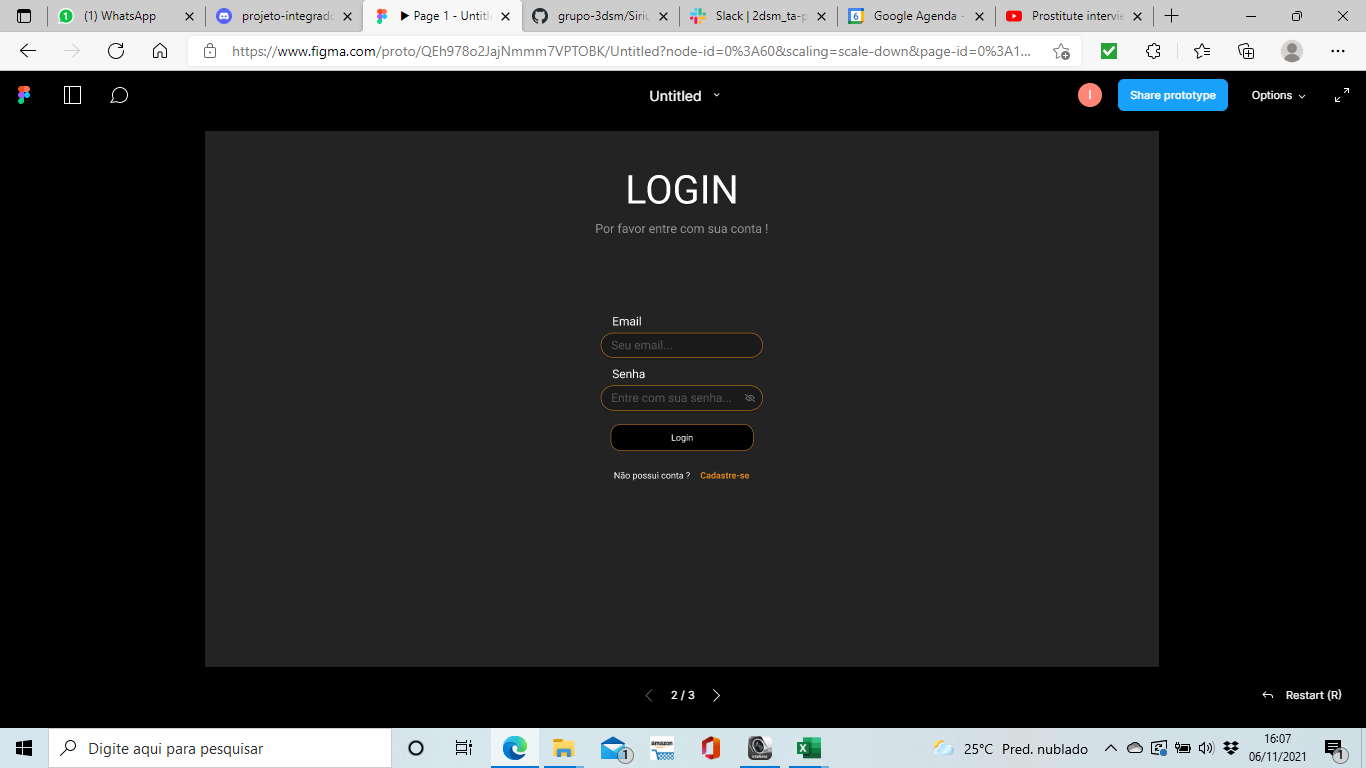 (1) WhatsApp
projeto-integrado
Page 1 - Untitl
grupo-3dsm/Siriu
Slack | 2dsm_ta-p
Google Agenda -
Prostitute intervie
https://www.figma.com/proto/QEh978o2JajNmmm7VPTOBK/Untitled?node-id=0%3A60&scaling=scale-down&page-id=0%3A1...
Untitled
I
Share prototype
Options
LOGIN
Por favor entre com sua conta !
Email
Seu email...
Senha
Entre com sua senha...
Login
Não possui conta ? Cadastre-se
2 / 3
Restart (R)
Digite aqui para pesquisar
1
amazon
25°C Pred. nublado
16:07
06/11/2021
1